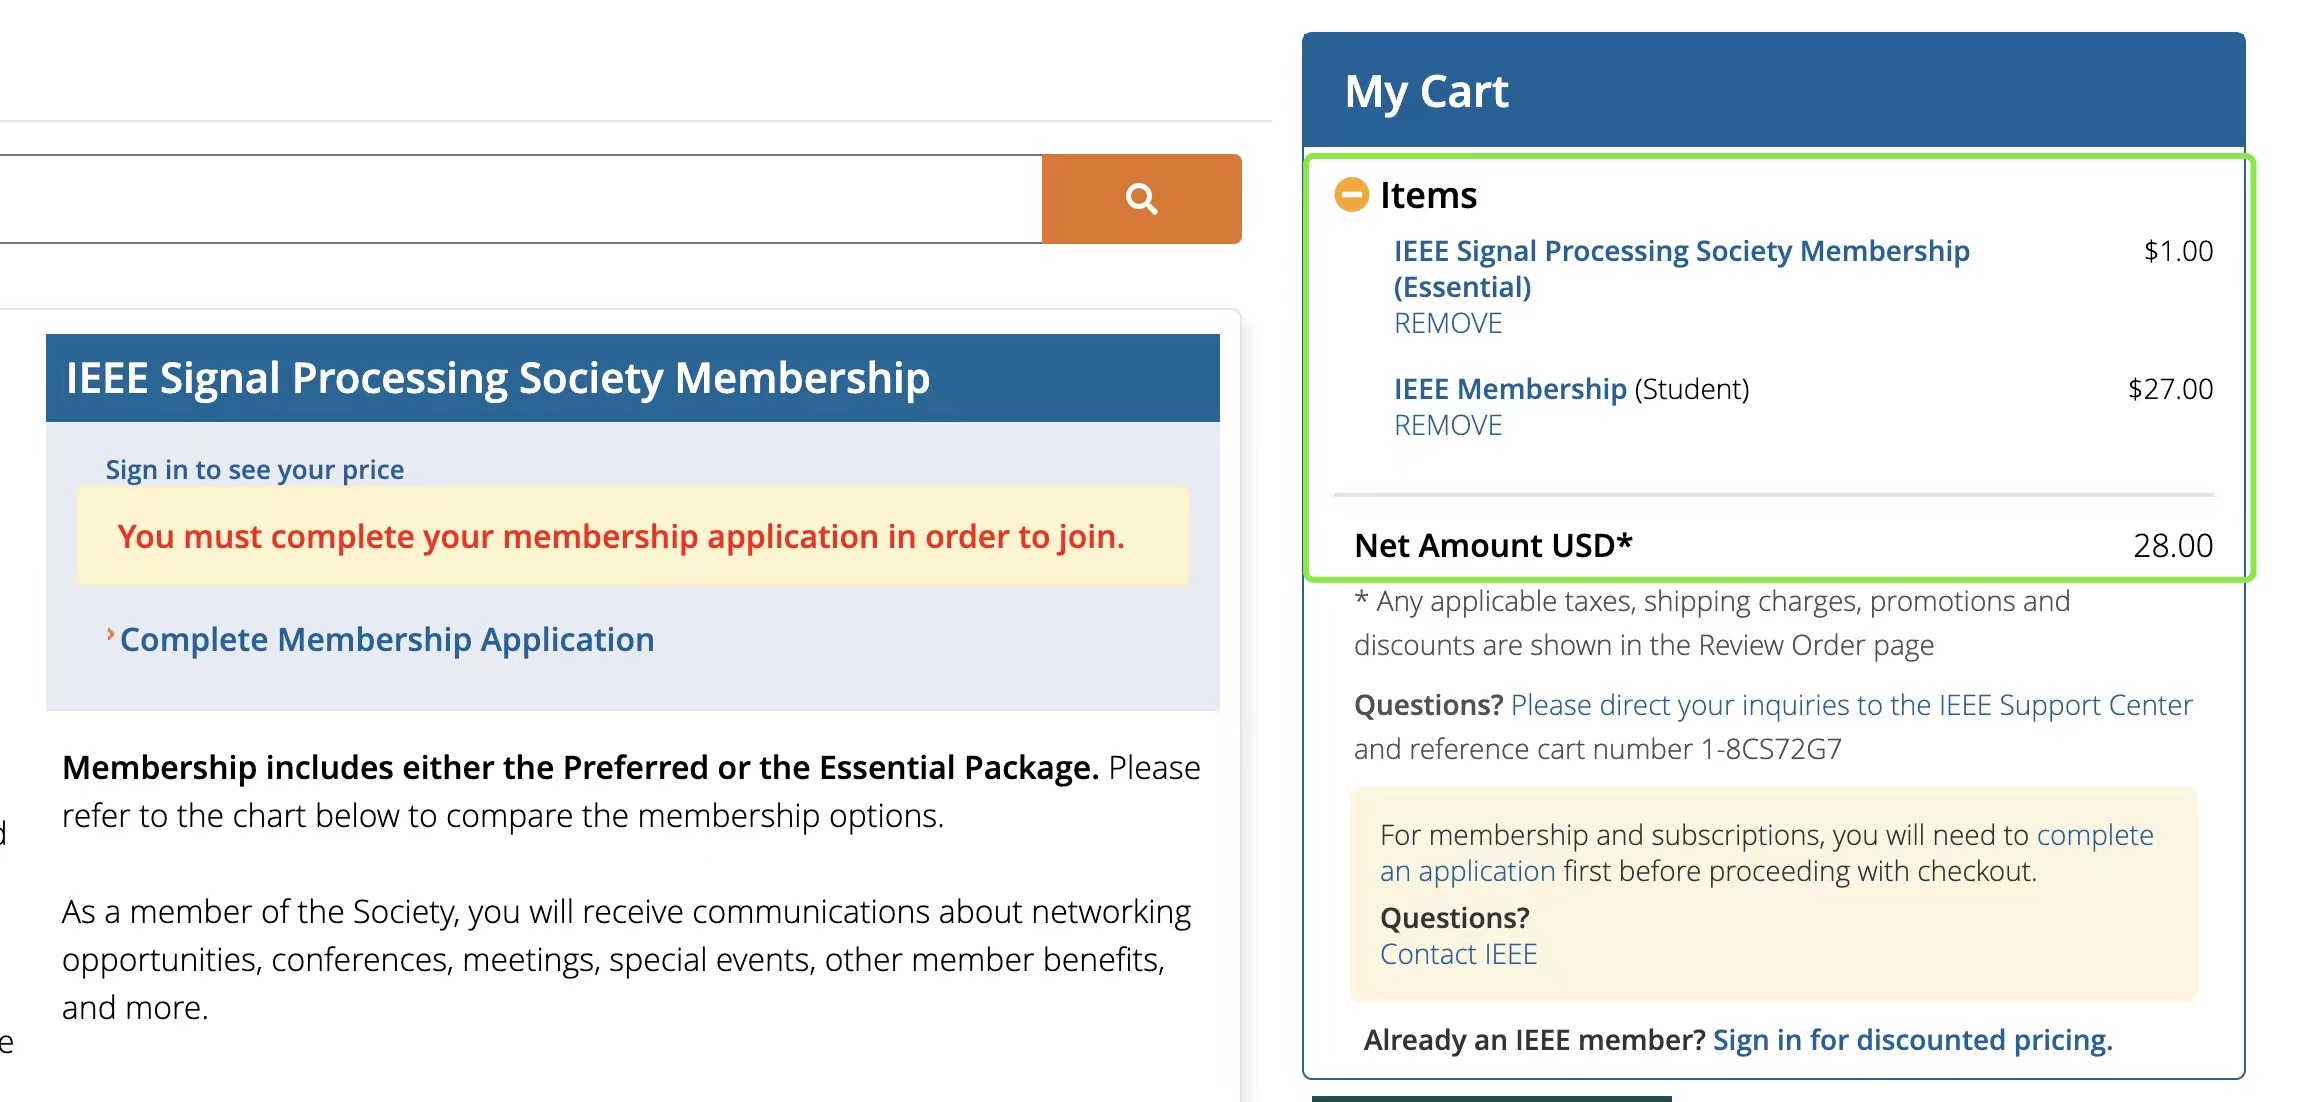 IEEE Signal Processing Society Membership
Sign in to see your price
You must complete your membership application in order to join.
Complete Membership Application
Membership includes either the Preferred or the Essential Package. Please
refer to the chart below to compare the membership options.
As a member of the Society, you will receive communications about networking
opportunities, conferences, meetings, special events, other member benefits,
and more.
My Cart
Items
IEEE Signal Processing Society Membership $1.00
(Essential)
REMOVE
IEEE Membership (Student) $27.00
REMOVE
Net Amount USD* 28.00
* Any applicable taxes, shipping charges, promotions and
discounts are shown in the Review Order page
Questions? Please direct your inquiries to the IEEE Support Center
and reference cart number 1-8CS72G7
For membership and subscriptions, you will need to complete
an application first before proceeding with checkout.
Questions?
Contact IEEE
Already an IEEE member? Sign in for discounted pricing.